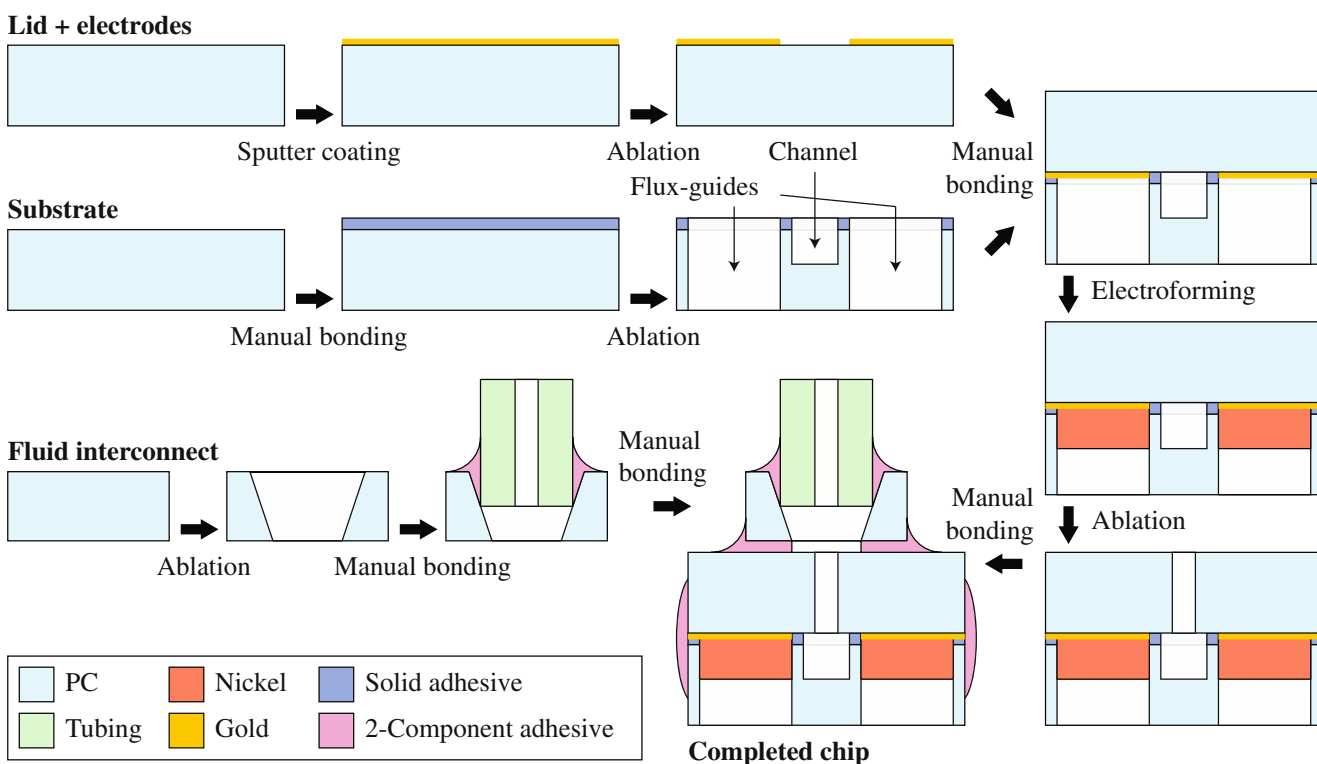 Lid + electrodes
Sputter coating
Ablation
Channel
Flux-guides
Manual
bonding
Substrate
Manual bonding
Ablation
Electroforming
Fluid interconnect
Ablation
Manual bonding
Manual
bonding
Manual
bonding
Ablation
PC
Nickel
Solid adhesive
Tubing
Gold
2-Component adhesive
Completed chip